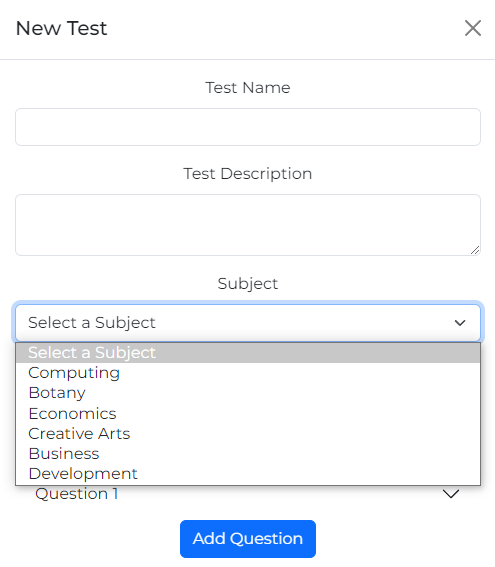 New Test
Test Name
Test Description
Subject
Select a Subject
Select a Subject
Computing
Botany
Economics
Creative Arts
Business
Development
Question 1
Add Question